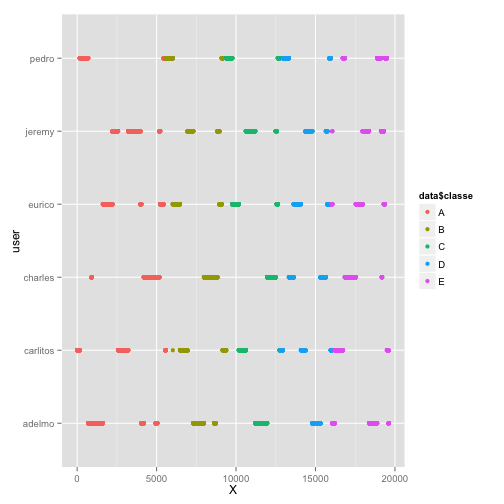 pedro
jeremy
eurico
charles
carlitos
adelmo
user
0 5000 10000 15000 20000
X
data$classe
A
B
C
D
E